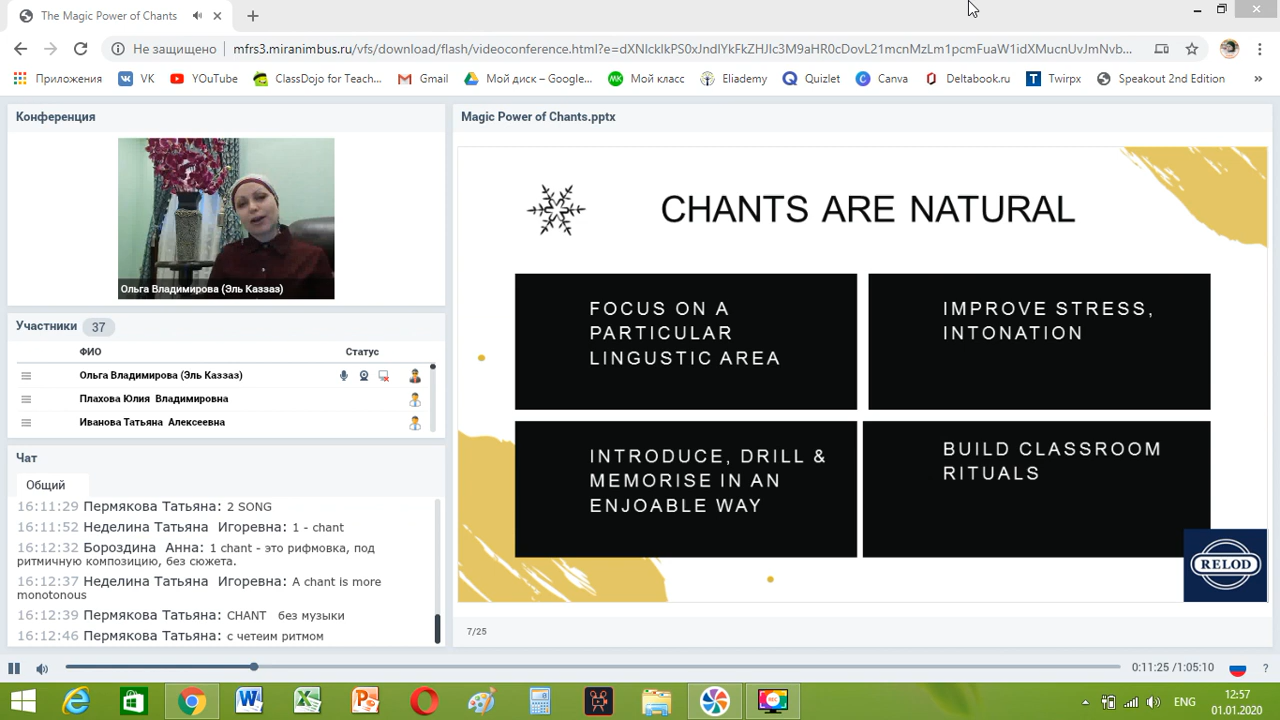 The Magic Power of Chants
Не защищено
mfrs3.miranimbus.ru/vfs/download/flash/videoconference.html?e=
Приложения
VK
YOuTube
ClassDojo for Teach...
Gmail
Мой диск – Google...
Мой класс
Eliademy
Quizlet
Canva
Deltabook.ru
Twirpx
Speakout 2nd Edition
Конференция
Ольга Владимирова (Эль Каззаз)
Участники 37
ФИО Статус
Ольга Владимирова (Эль Каззаз)
Плахова Юлия Владимировна
Иванова Татьяна Алексеевна
Чат
Общий
16:11:29 Пермякова Татьяна: 2 SONG
16:11:52 Неделина Татьяна Игоревна: 1 - chant
16:12:32 Бороздина Анна: 1 chant - это рифмовка, под
ритмичную композицию, без сюжета.
16:12:37 Неделина Татьяна Игоревна: A chant is more
monotonous
16:12:39 Пермякова Татьяна: CHANT без музыки
16:12:46 Пермякова Татьяна: с четеим ритмом
Magic Power of Chants.pptx
CHANTS ARE NATURAL
FOCUS ON A
PARTICULAR
LINGUSTIC AREA
IMPROVE STRESS,
INTONATION
INTRODUCE, DRILL &
MEMORISE IN AN
ENJOABLE WAY
BUILD CLASSROOM
RITUALS
RELOD
7/25
0:11:25 / 1:05:10
?
ENG
12:57
01.01.2020